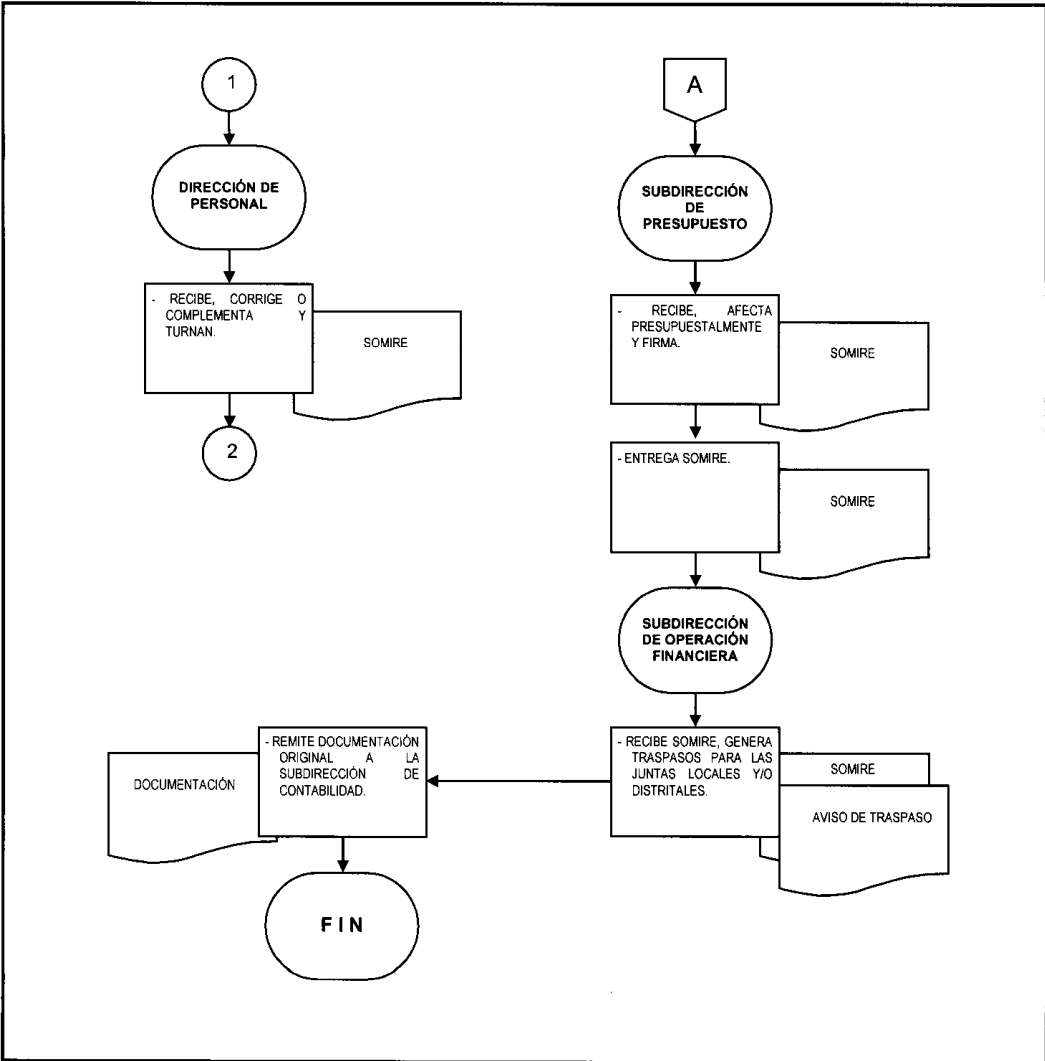 1
DIRECCIÓN DE
PERSONAL
- RECIBE, CORRIGE O
COMPLEMENTA Y
TURNAN.
SOMIRE
2
A
SUBDIRECCIÓN
DE
PRESUPUESTO
- RECIBE, AFECTA
PRESUPUESTALMENTE
Y FIRMA.
SOMIRE
- ENTREGA SOMIRE.
SOMIRE
SUBDIRECCIÓN
DE OPERACIÓN
FINANCIERA
- RECIBE SOMIRE, GENERA
TRASPASOS PARA LAS
JUNTAS LOCALES Y/O
DISTRITALES.
SOMIRE
AVISO DE TRASPASO
- REMITE DOCUMENTACIÓN
ORIGINAL A LA
SUBDIRECCIÓN DE
CONTABILIDAD.
DOCUMENTACIÓN
F I N